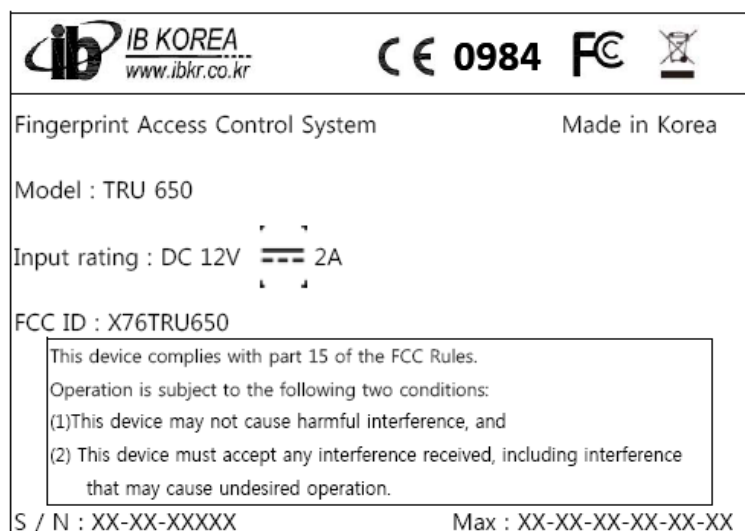 ib IB KOREA
www.ibkr.co.kr
CE 0984 FC
Fingerprint Access Control System Made in Korea
Model : TRU 650
Input rating : DC 12V 2A
FCC ID : X76TRU650
This device complies with part 15 of the FCC Rules.
Operation is subject to the following two conditions:
(1)This device may not cause harmful interference, and
(2) This device must accept any interference received, including interference
that may cause undesired operation.
S / N : XX-XX-XXXXX Max : XX-XX-XX-XX-XX-XX